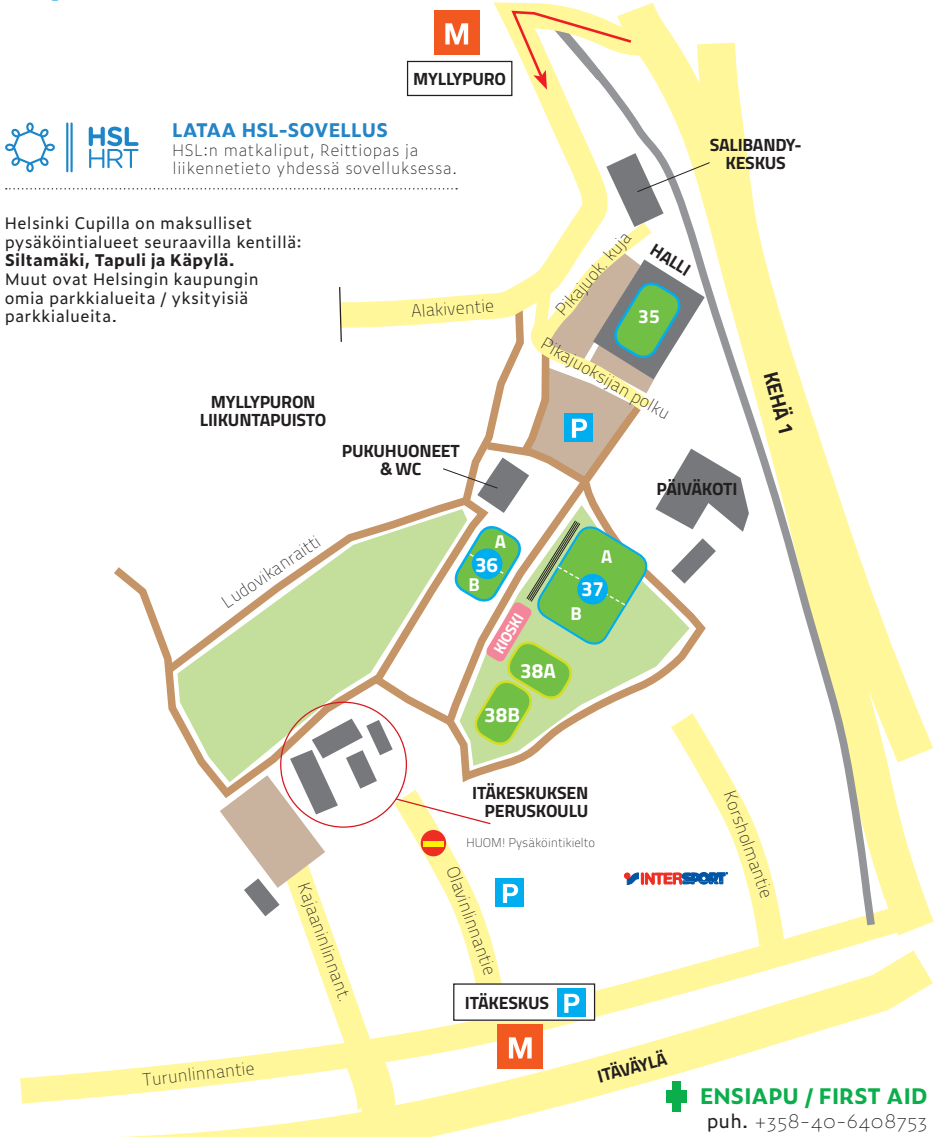 M
MYLLYPURO
HSL
HRT
LATAA HSL-SOVELLUS
HSL:n matkaliput, Reittiopas ja
liikennetieto yhdessä sovelluksessa.
SALIBANDY-
KESKUS
Helsinki Cupilla on maksulliset
pysäköintialueet seuraavilla kentillä:
Siltamäki, Tapuli ja Käpylä.
Muut ovat Helsingin kaupungin
omia parkkialueita / yksityisiä
parkkialueita.
Pikajuok. kuja
HALLI
35
Alakiventie
Pikajuoksijan polku
KEHÄ 1
MYLLYPURON
LIIKUNTAPUISTO
P
PUKUHUONEET
& WC
PÄIVÄKOTI
Ludovikanraitti
A
36
B
A
37
B
KIOSKI
38A
38B
ITÄKESKUKSEN
PERUSKOULU
HUOM! Pysäköintikielto
Korsholmantie
INTERSPORT
P
Olavinlinnantie
Kajaaninlinnant.
ITÄKESKUS P
M
Turunlinnantie
ITÄVÄYLÄ
ENSIAPU / FIRST AID
puh. +358-40-6408753